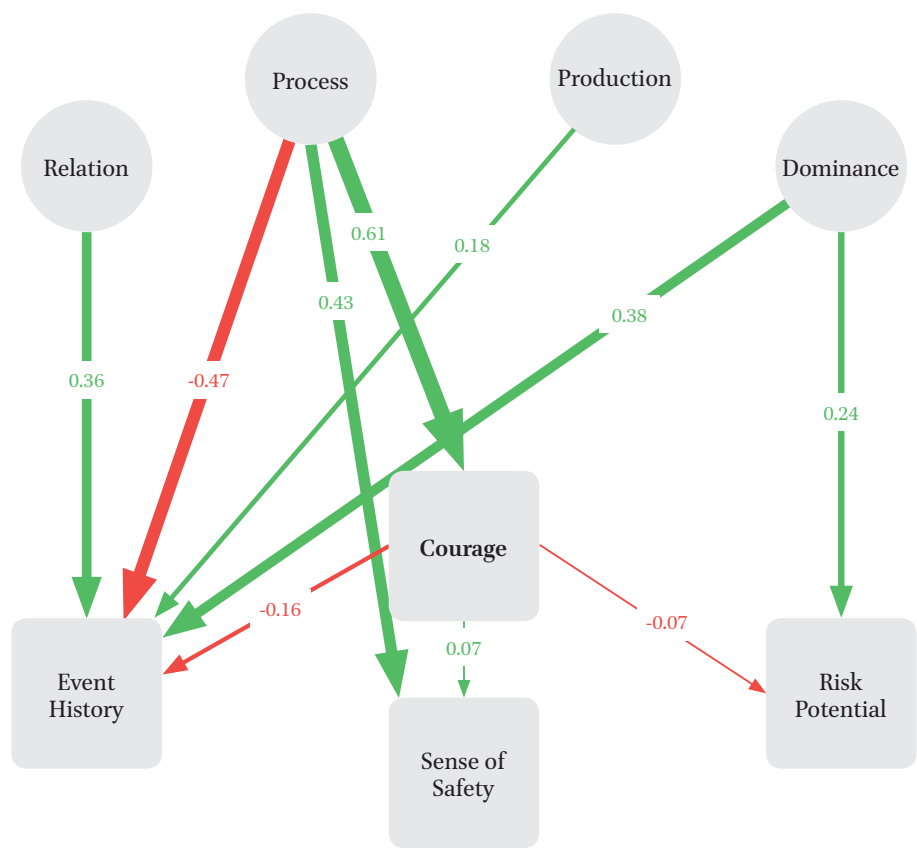 Process
Production
Relation
Dominance
0.61
0.18
0.43
0.38
0.36
-0.47
0.24
Courage
-0.16
-0.07
0.07
Event
History
Risk
Potential
Sense of
Safety